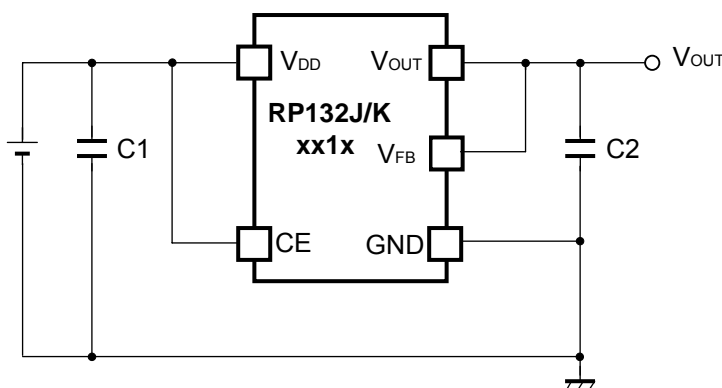 VDD
VOUT
VOUT
RP132J/K
xx1x
C1
VFB
C2
CE
GND